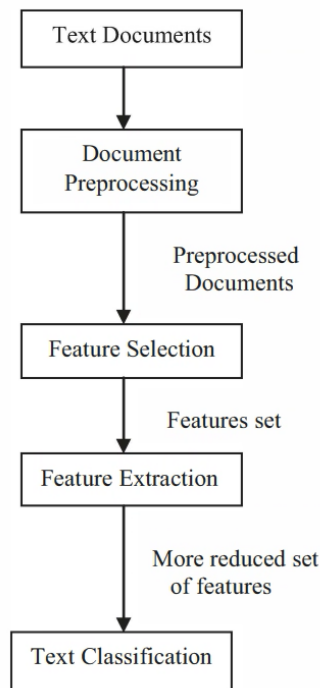 Text Documents
Document
Preprocessing
Preprocessed
Documents
Feature Selection
Features set
Feature Extraction
More reduced set
of features
Text Classification